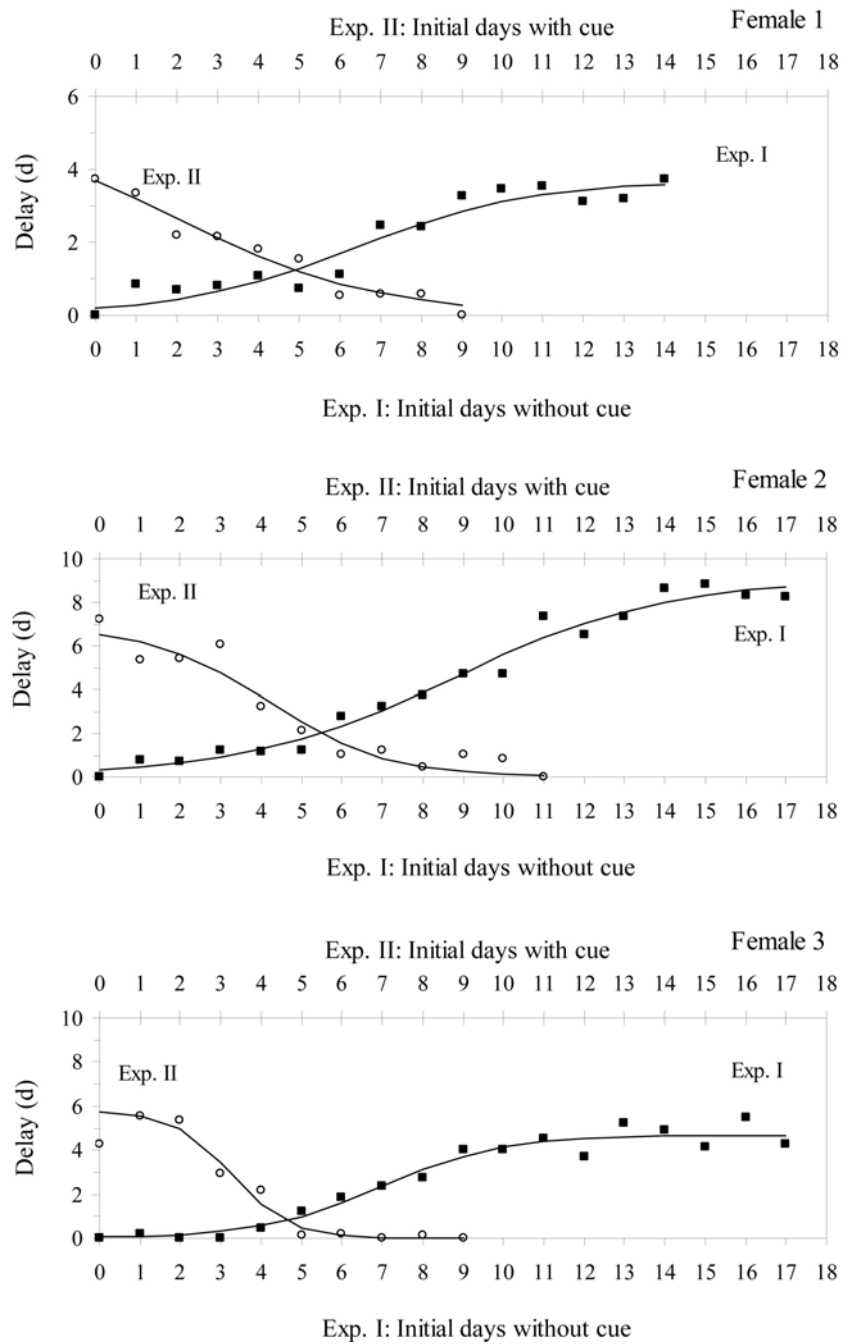 Female 1
Exp. II: Initial days with cue
0 1 2 3 4 5 6 7 8 9 10 11 12 13 14 15 16 17 18
6
4
2
0
Delay (d)
Exp. II
Exp. I
0 1 2 3 4 5 6 7 8 9 10 11 12 13 14 15 16 17 18
Exp. I: Initial days without cue
Female 2
Exp. II: Initial days with cue
0 1 2 3 4 5 6 7 8 9 10 11 12 13 14 15 16 17 18
10
8
6
4
2
0
Delay (d)
Exp. II
Exp. I
0 1 2 3 4 5 6 7 8 9 10 11 12 13 14 15 16 17 18
Exp. I: Initial days without cue
Female 3
Exp. II: Initial days with cue
0 1 2 3 4 5 6 7 8 9 10 11 12 13 14 15 16 17 18
10
8
6
4
2
0
Delay (d)
Exp. II
Exp. I
0 1 2 3 4 5 6 7 8 9 10 11 12 13 14 15 16 17 18
Exp. I: Initial days without cue